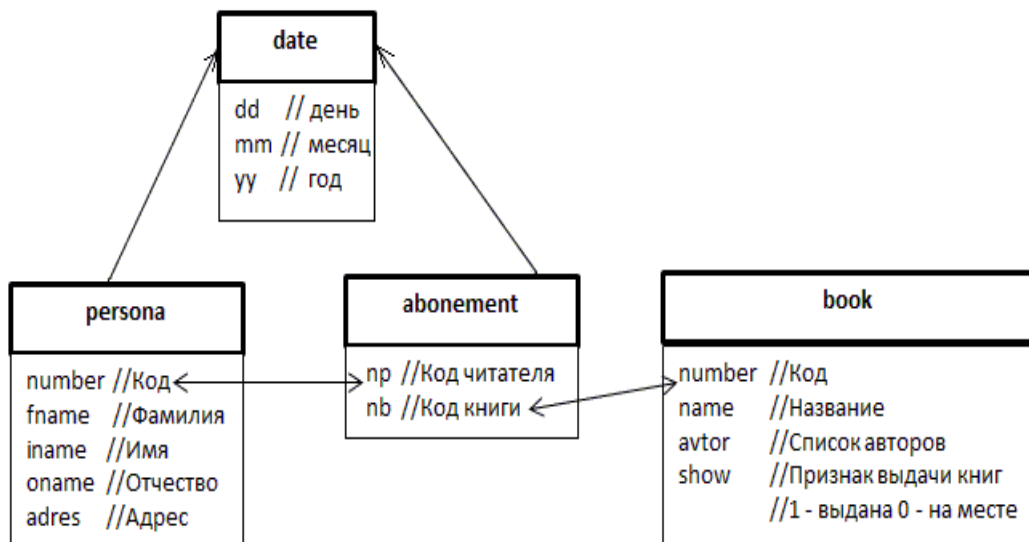 date
dd // день
mm // месяц
yy // год
persona
number //Код
fname //Фамилия
iname //Имя
oname //Отчество
adres //Адрес
abonement
np //Код читателя
nb //Код книги
book
number //Код
name //Название
avtor //Список авторов
show //Признак выдачи книг
//1 - выдана 0 - на месте